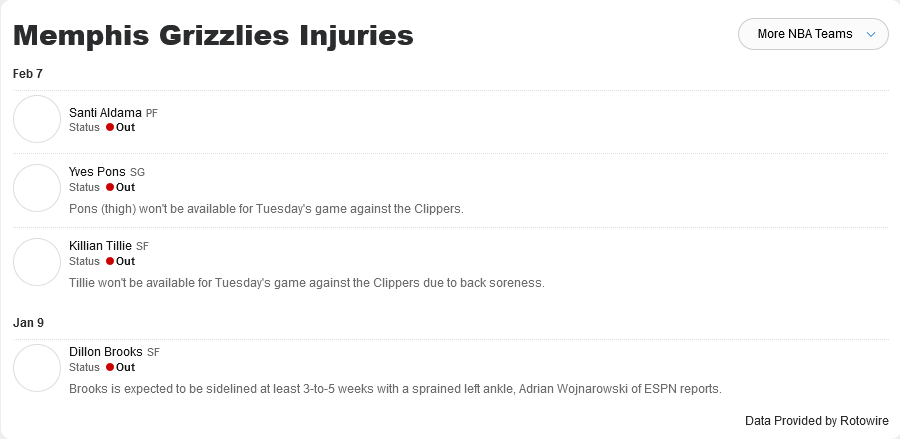 Memphis Grizzlies Injuries
More NBA Teams
Feb 7
Santi Aldama PF
Status Out
Yves Pons SG
Status Out
Pons (thigh) won't be available for Tuesday's game against the Clippers.
Killian Tillie SF
Status Out
Tillie won't be available for Tuesday's game against the Clippers due to back soreness.
Jan 9
Dillon Brooks SF
Status Out
Brooks is expected to be sidelined at least 3-to-5 weeks with a sprained left ankle, Adrian Wojnarowski of ESPN reports.
Data Provided by Rotowire